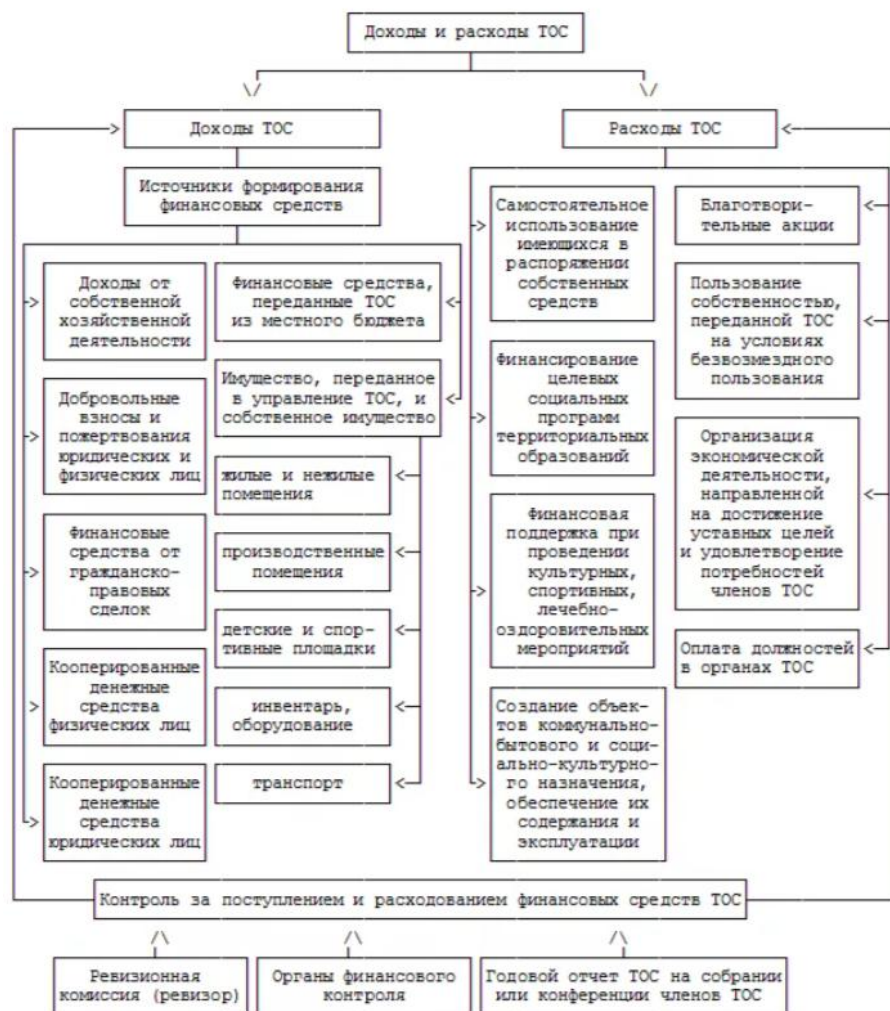 Доходы и расходы ТОС
Доходы ТОС
Расходы ТОС
Источники формирования
финансовых средств
Доходы от
собственной
хозяйственной
деятельности
Добровольные
взносы и
пожертвования
юридических и
физических лиц
Финансовые
средства от
гражданско-
правовых
сделок
Кооперированные
денежные
средства
физических лиц
Кооперированные
денежные
средства
юридических лиц
Финансовые средства,
переданные ТОС
из местного бюджета
Имущество, переданное
в управление ТОС, и
собственное имущество
жилые и нежилые
помещения
производственные
помещения
детские и спор-
тивные площадки
инвентарь,
оборудование
транспорт
Самостоятельное
использование
имеющихся в
распоряжении
собственных
средств
Финансирование
целевых
социальных
программ
территориальных
образований
Финансовая
поддержка при
проведении
культурных,
спортивных,
лечебно-
оздоровительных
мероприятий
Создание объек-
тов коммунально-
бытового и соци-
ально-культурно-
го назначения,
обеспечение их
содержания и
эксплуатации
Благотвори-
тельные акции
Пользование
собственностью,
переданной ТОС
на условиях
безвозмездного
пользования
Организация
экономической
деятельности,
направленной
на достижение
уставных целей
и удовлетворение
потребностей
членов ТОС
Оплата должностей
в органах ТОС
Контроль за поступлением и расходованием финансовых средств ТОС
Ревизионная
комиссия (ревизор)
Органы финансового
контроля
Годовой отчет ТОС на собрании
или конференции членов ТОС